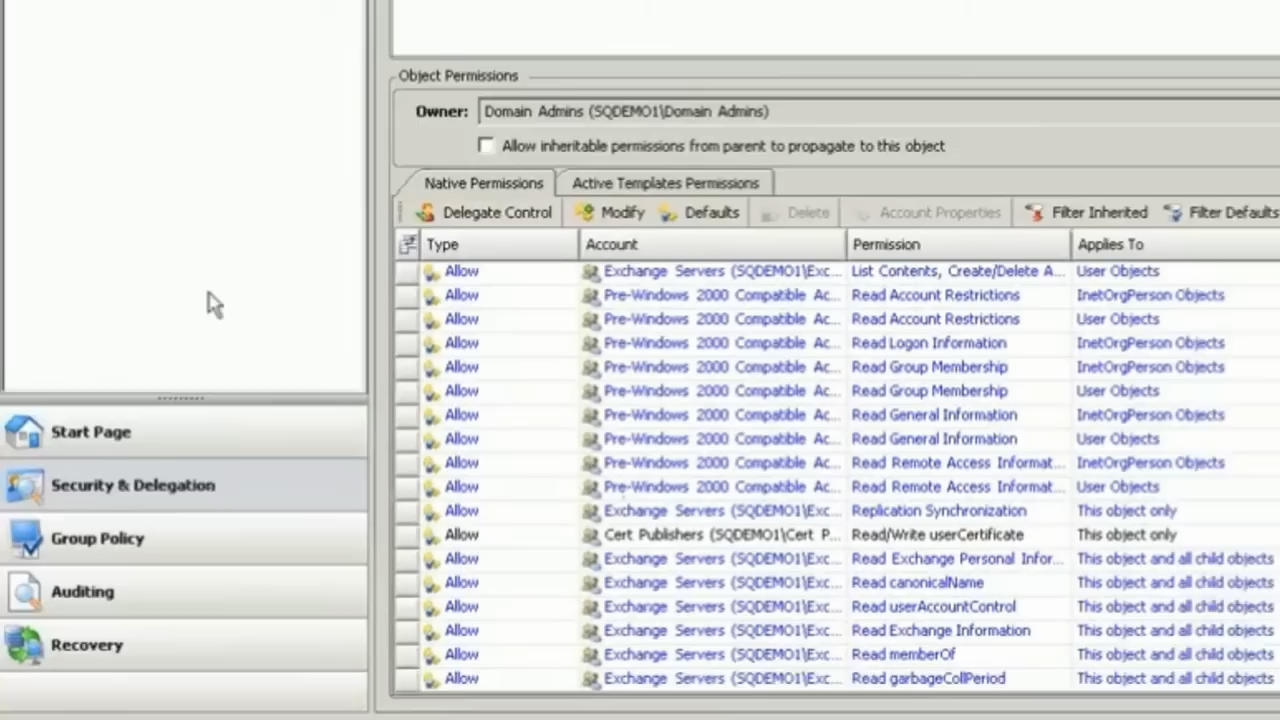 Object Permissions
Owner: Domain Admins (SQDEMO1\Domain Admins)
Allow inheritable permissions from parent to propagate to this object
Native Permissions Active Templates Permissions
Delegate Control Modify Defaults Delete Account Properties Filter Inherited Filter Defaults
Type Account Permission Applies To
Allow Exchange Servers (SQDEMO1\Exc... List Contents, Create/Delete A... User Objects
Allow Pre-Windows 2000 Compatible Ac... Read Account Restrictions InetOrgPerson Objects
Allow Pre-Windows 2000 Compatible Ac... Read Account Restrictions User Objects
Allow Pre-Windows 2000 Compatible Ac... Read Logon Information InetOrgPerson Objects
Allow Pre-Windows 2000 Compatible Ac... Read Group Membership InetOrgPerson Objects
Allow Pre-Windows 2000 Compatible Ac... Read Group Membership User Objects
Allow Pre-Windows 2000 Compatible Ac... Read General Information InetOrgPerson Objects
Allow Pre-Windows 2000 Compatible Ac... Read General Information User Objects
Allow Pre-Windows 2000 Compatible Ac... Read Remote Access Informat... InetOrgPerson Objects
Allow Pre-Windows 2000 Compatible Ac... Read Remote Access Informat... User Objects
Allow Exchange Servers (SQDEMO1\Exc... Replication Synchronization This object only
Allow Cert Publishers (SQDEMO1\Cert P... Read/Write userCertificate This object only
Allow Exchange Servers (SQDEMO1\Exc... Read Exchange Personal Infor... This object and all child objects
Allow Exchange Servers (SQDEMO1\Exc... Read canonicalName This object and all child objects
Allow Exchange Servers (SQDEMO1\Exc... Read userAccountControl This object and all child objects
Allow Exchange Servers (SQDEMO1\Exc... Read Exchange Information This object and all child objects
Allow Exchange Servers (SQDEMO1\Exc... Read memberOf This object and all child objects
Allow Exchange Servers (SQDEMO1\Exc... Read garbageCollPeriod This object and all child objects
Start Page
Security & Delegation
Group Policy
Auditing
Recovery